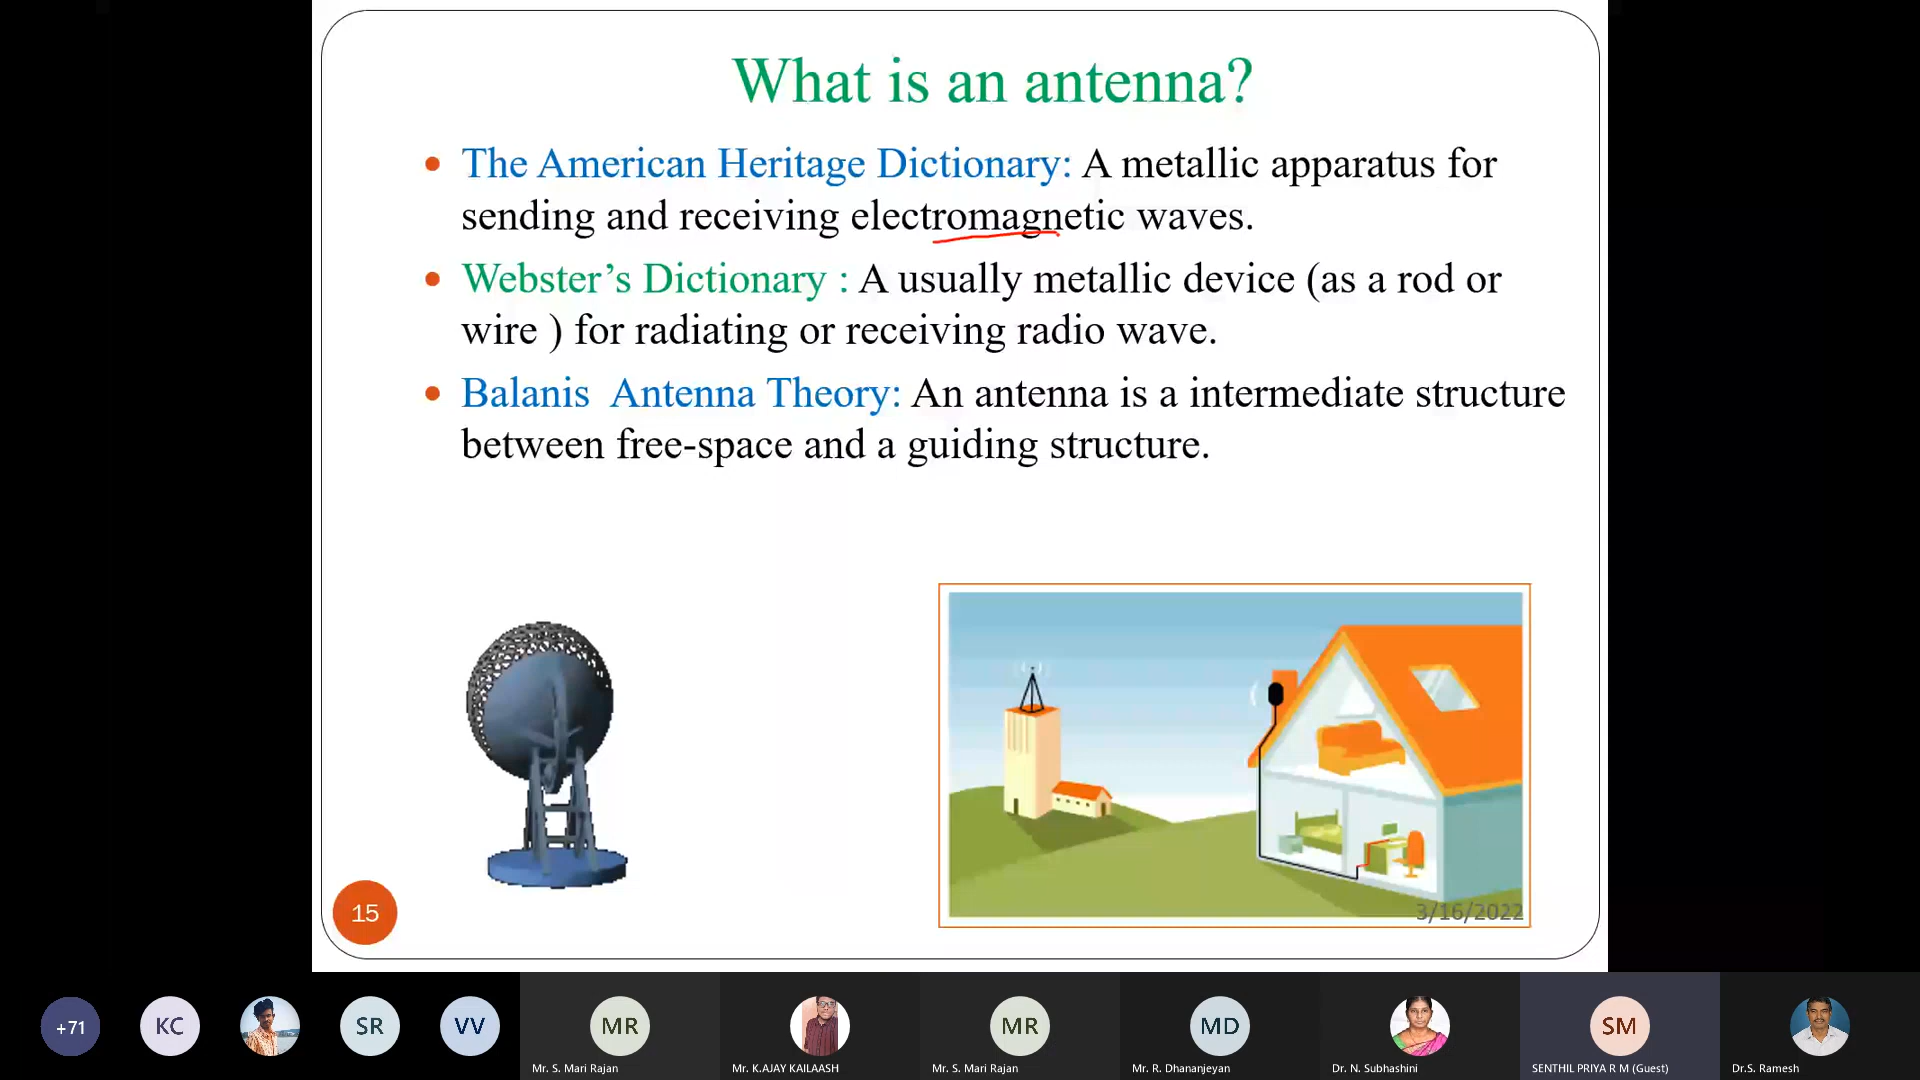 What is an antenna?
• The American Heritage Dictionary: A metallic apparatus for
sending and receiving electromagnetic waves.
• Webster’s Dictionary : A usually metallic device (as a rod or
wire ) for radiating or receiving radio wave.
• Balanis  Antenna Theory: An antenna is a intermediate structure
between free-space and a guiding structure.
15
3/16/2022
+71
KC
SR
VV
MR
MR
MD
SM
Mr. S. Mari Rajan
Mr. K.AJAY KAILAASH
Mr. S. Mari Rajan
Mr. R. Dhananjeyan
Dr. N. Subhashini
SENTHIL PRIYA R M (Guest)
Dr.S. Ramesh